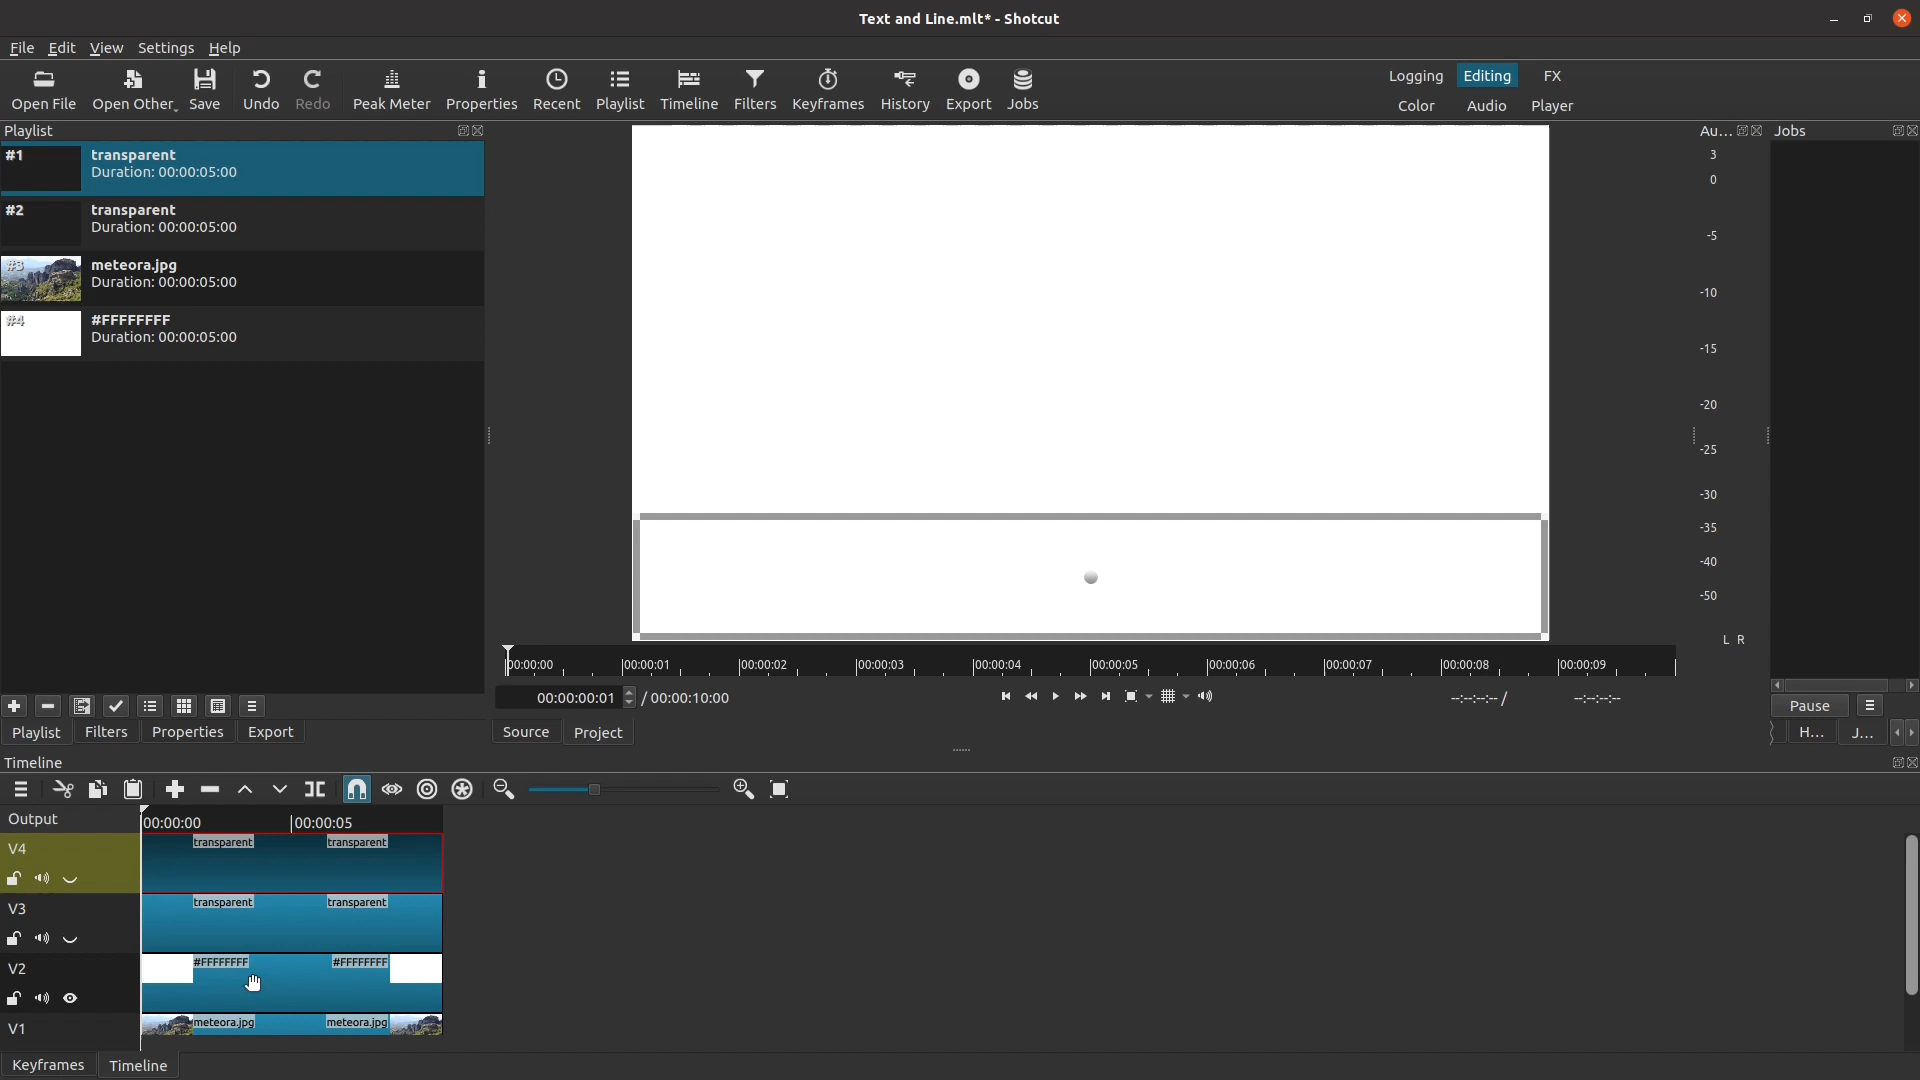 Text and Line.mlt* - Shotcut
File Edit View Settings Help
Open File Open Other Save Undo Redo Peak Meter Properties Recent Playlist Timeline Filters Keyframes History Export Jobs
Logging Editing FX
Color Audio Player
Playlist
#1 transparent
Duration: 00:00:05:00
#2 transparent
Duration: 00:00:05:00
#3 meteora.jpg
Duration: 00:00:05:00
#4 #FFFFFFFF
Duration: 00:00:05:00
Au... Jobs
3
0
-5
-10
-15
-20
-25
-30
-35
-40
-50
L R
00:00:00 00:00:01 00:00:02 00:00:03 00:00:04 00:00:05 00:00:06 00:00:07 00:00:08 00:00:09
00:00:00:01 / 00:00:10:00 --:--:--:-- / --:--:--:--
Pause
Playlist Filters Properties Export Source Project H... J...
Timeline
Output 00:00:00 00:00:05
V4 transparent transparent
V3 transparent transparent
V2 #FFFFFFFF #FFFFFFFF
V1 meteora.jpg meteora.jpg
Keyframes Timeline